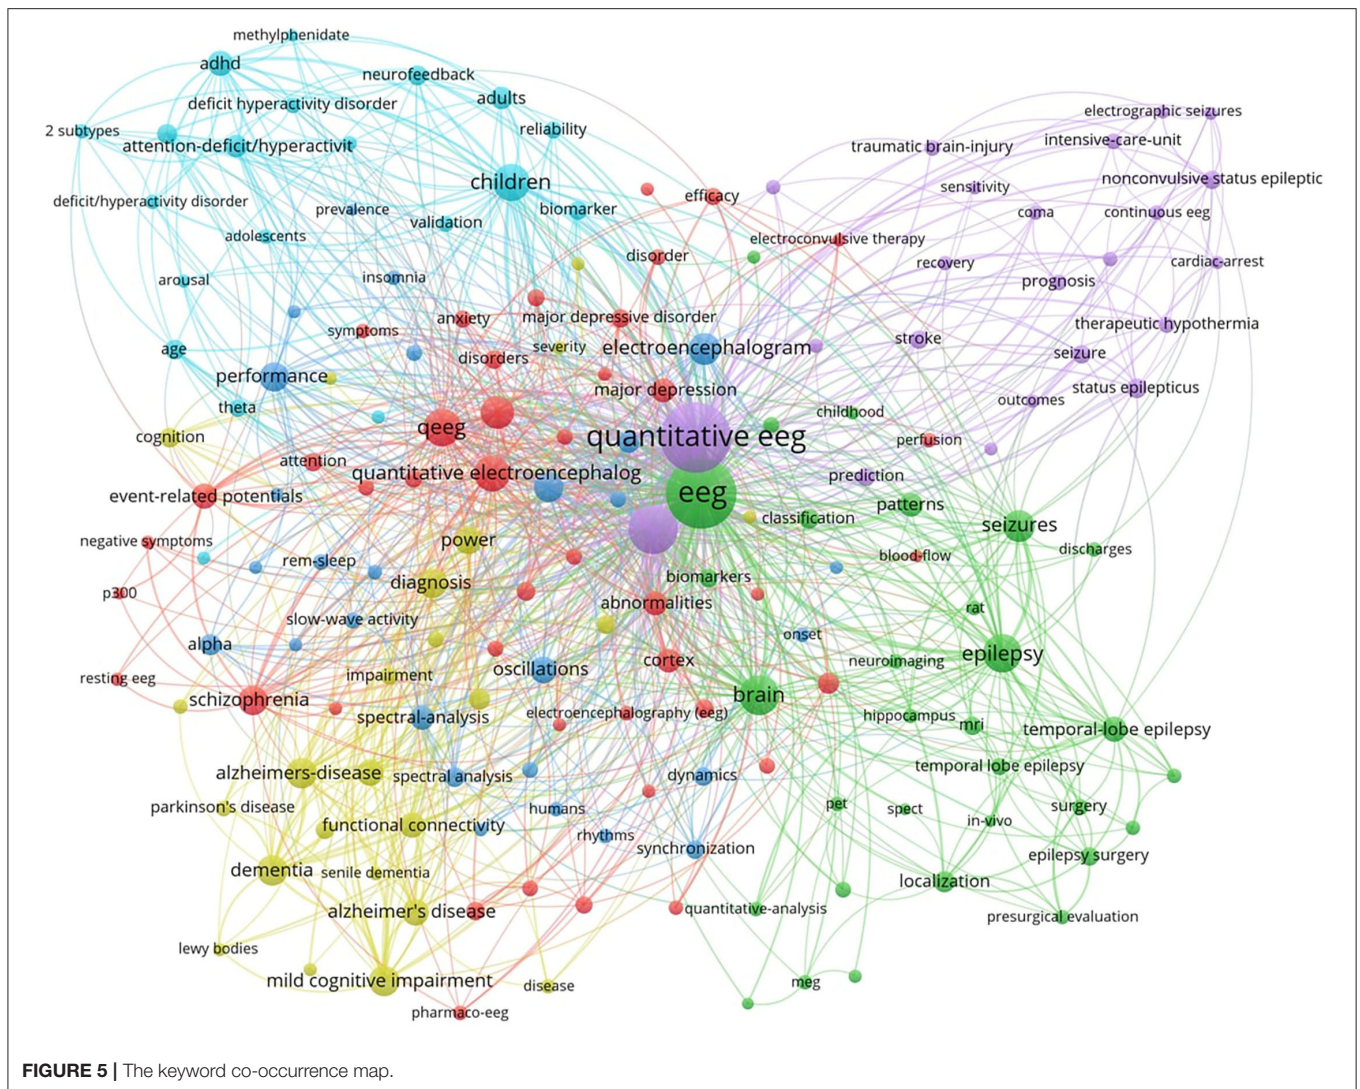 methylphenidate
adhd
neurofeedback
deficit hyperactivity disorder
adults
electrographic seizures
2 subtypes
reliability
attention-deficit/hyperactivit
traumatic brain-injury
intensive-care-unit
children
nonconvulsive status epileptic
sensitivity
efficacy
deficit/hyperactivity disorder
prevalence
biomarker
coma
continuous eeg
validation
adolescents
electroconvulsive therapy
disorder
recovery
cardiac-arrest
arousal
insomnia
prognosis
anxiety
major depressive disorder
therapeutic hypothermia
symptoms
stroke
age
severity
electroencephalogram
seizure
disorders
performance
major depression
status epilepticus
outcomes
theta
childhood
qeeg
quantitative eeg
cognition
perfusion
attention
quantitative electroencephalog
prediction
event-related potentials
eeg
patterns
classification
seizures
negative symptoms
power
discharges
rem-sleep
blood-flow
diagnosis
biomarkers
p300
abnormalities
rat
slow-wave activity
onset
alpha
epilepsy
cortex
neuroimaging
oscillations
impairment
resting eeg
brain
schizophrenia
spectral-analysis
electroencephalography (eeg)
hippocampus
mri
temporal-lobe epilepsy
temporal lobe epilepsy
alzheimers-disease
spectral analysis
dynamics
parkinson's disease
humans
pet
spect
surgery
in-vivo
functional connectivity
rhythms
synchronization
epilepsy surgery
dementia
senile dementia
localization
alzheimer's disease
quantitative-analysis
presurgical evaluation
lewy bodies
mild cognitive impairment
disease
meg
pharmaco-eeg
FIGURE 5 | The keyword co-occurrence map.